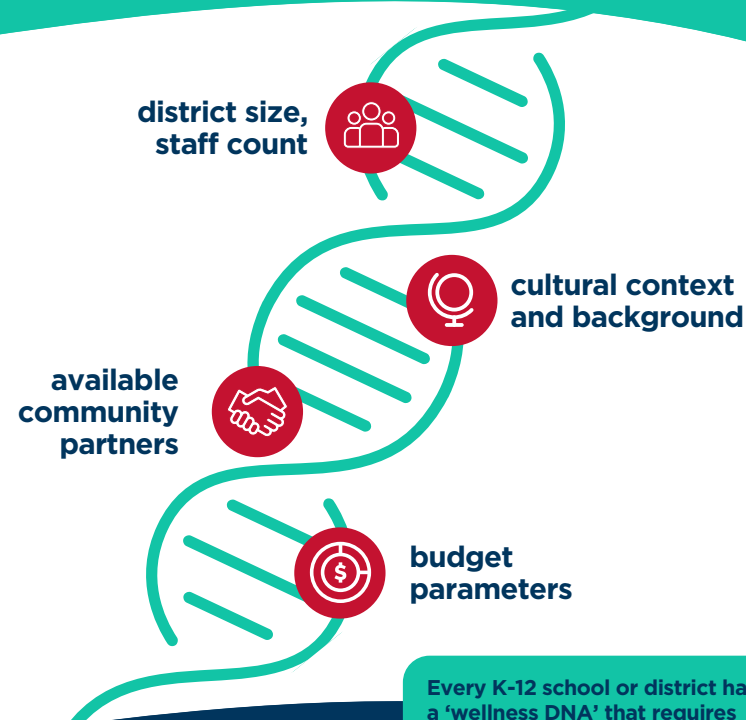 district size,
staff count
cultural context
and background
available
community
partners
$
budget
parameters
Every K-12 school or district ha
a ‘wellness DNA’ that requires